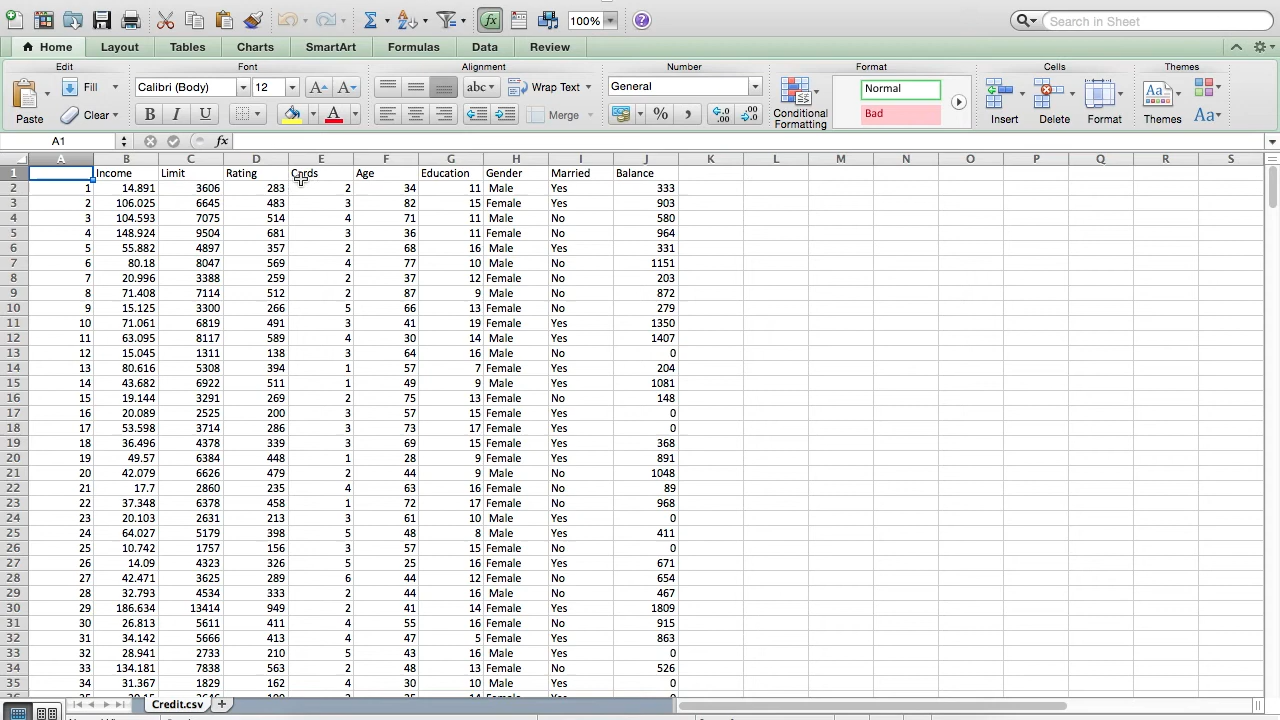 100%
Search in Sheet
Home Layout Tables Charts SmartArt Formulas Data Review
Edit Font Alignment Number Format Cells Themes
Paste Fill Clear Calibri (Body) 12 abc Wrap Text Merge General Conditional Formatting Normal Bad Insert Delete Format Themes
B I U A A A % Aa Aa
A1 fx
A B C D E F G H I J K L M N O P Q R S
1 Income Limit Rating Cards Age Education Gender Married Balance
2 1 14.891 3606 283 2 34 11 Male Yes 333
3 2 106.025 6645 483 3 82 15 Female Yes 903
4 3 104.593 7075 514 4 71 11 Male No 580
5 4 148.924 9504 681 3 36 11 Female No 964
6 5 55.882 4897 357 2 68 16 Male Yes 331
7 6 80.18 8047 569 4 77 10 Male No 1151
8 7 20.996 3388 259 2 37 12 Female No 203
9 8 71.408 7114 512 2 87 9 Male No 872
10 9 15.125 3300 266 5 66 13 Female No 279
11 10 71.061 6819 491 3 41 19 Female Yes 1350
12 11 63.095 8117 589 4 30 14 Male Yes 1407
13 12 15.045 1311 138 3 64 16 Male No 0
14 13 80.616 5308 394 1 57 7 Female Yes 204
15 14 43.682 6922 511 1 49 9 Male Yes 1081
16 15 19.144 3291 269 2 75 13 Female No 148
17 16 20.089 2525 200 3 57 15 Female Yes 0
18 17 53.598 3714 286 3 73 17 Female Yes 0
19 18 36.496 4378 339 3 69 15 Female Yes 368
20 19 49.57 6384 448 1 28 9 Female Yes 891
21 20 42.079 6626 479 2 44 9 Male No 1048
22 21 17.7 2860 235 4 63 16 Female No 89
23 22 37.348 6378 458 1 72 17 Female No 968
24 23 20.103 2631 213 3 61 10 Male Yes 0
25 24 64.027 5179 398 5 48 8 Male Yes 411
26 25 10.742 1757 156 3 57 15 Female No 0
27 26 14.09 4323 326 5 25 16 Female Yes 671
28 27 42.471 3625 289 6 44 12 Female No 654
29 28 32.793 4534 333 2 44 16 Male No 467
30 29 186.634 13414 949 2 41 14 Female Yes 1809
31 30 26.813 5611 411 4 55 16 Female No 915
32 31 34.142 5666 413 4 47 5 Female Yes 863
33 32 28.941 2733 210 5 43 16 Male Yes 0
34 33 134.181 7838 563 2 48 13 Female No 526
35 34 31.367 1829 162 4 30 10 Male Yes 0
Credit.csv